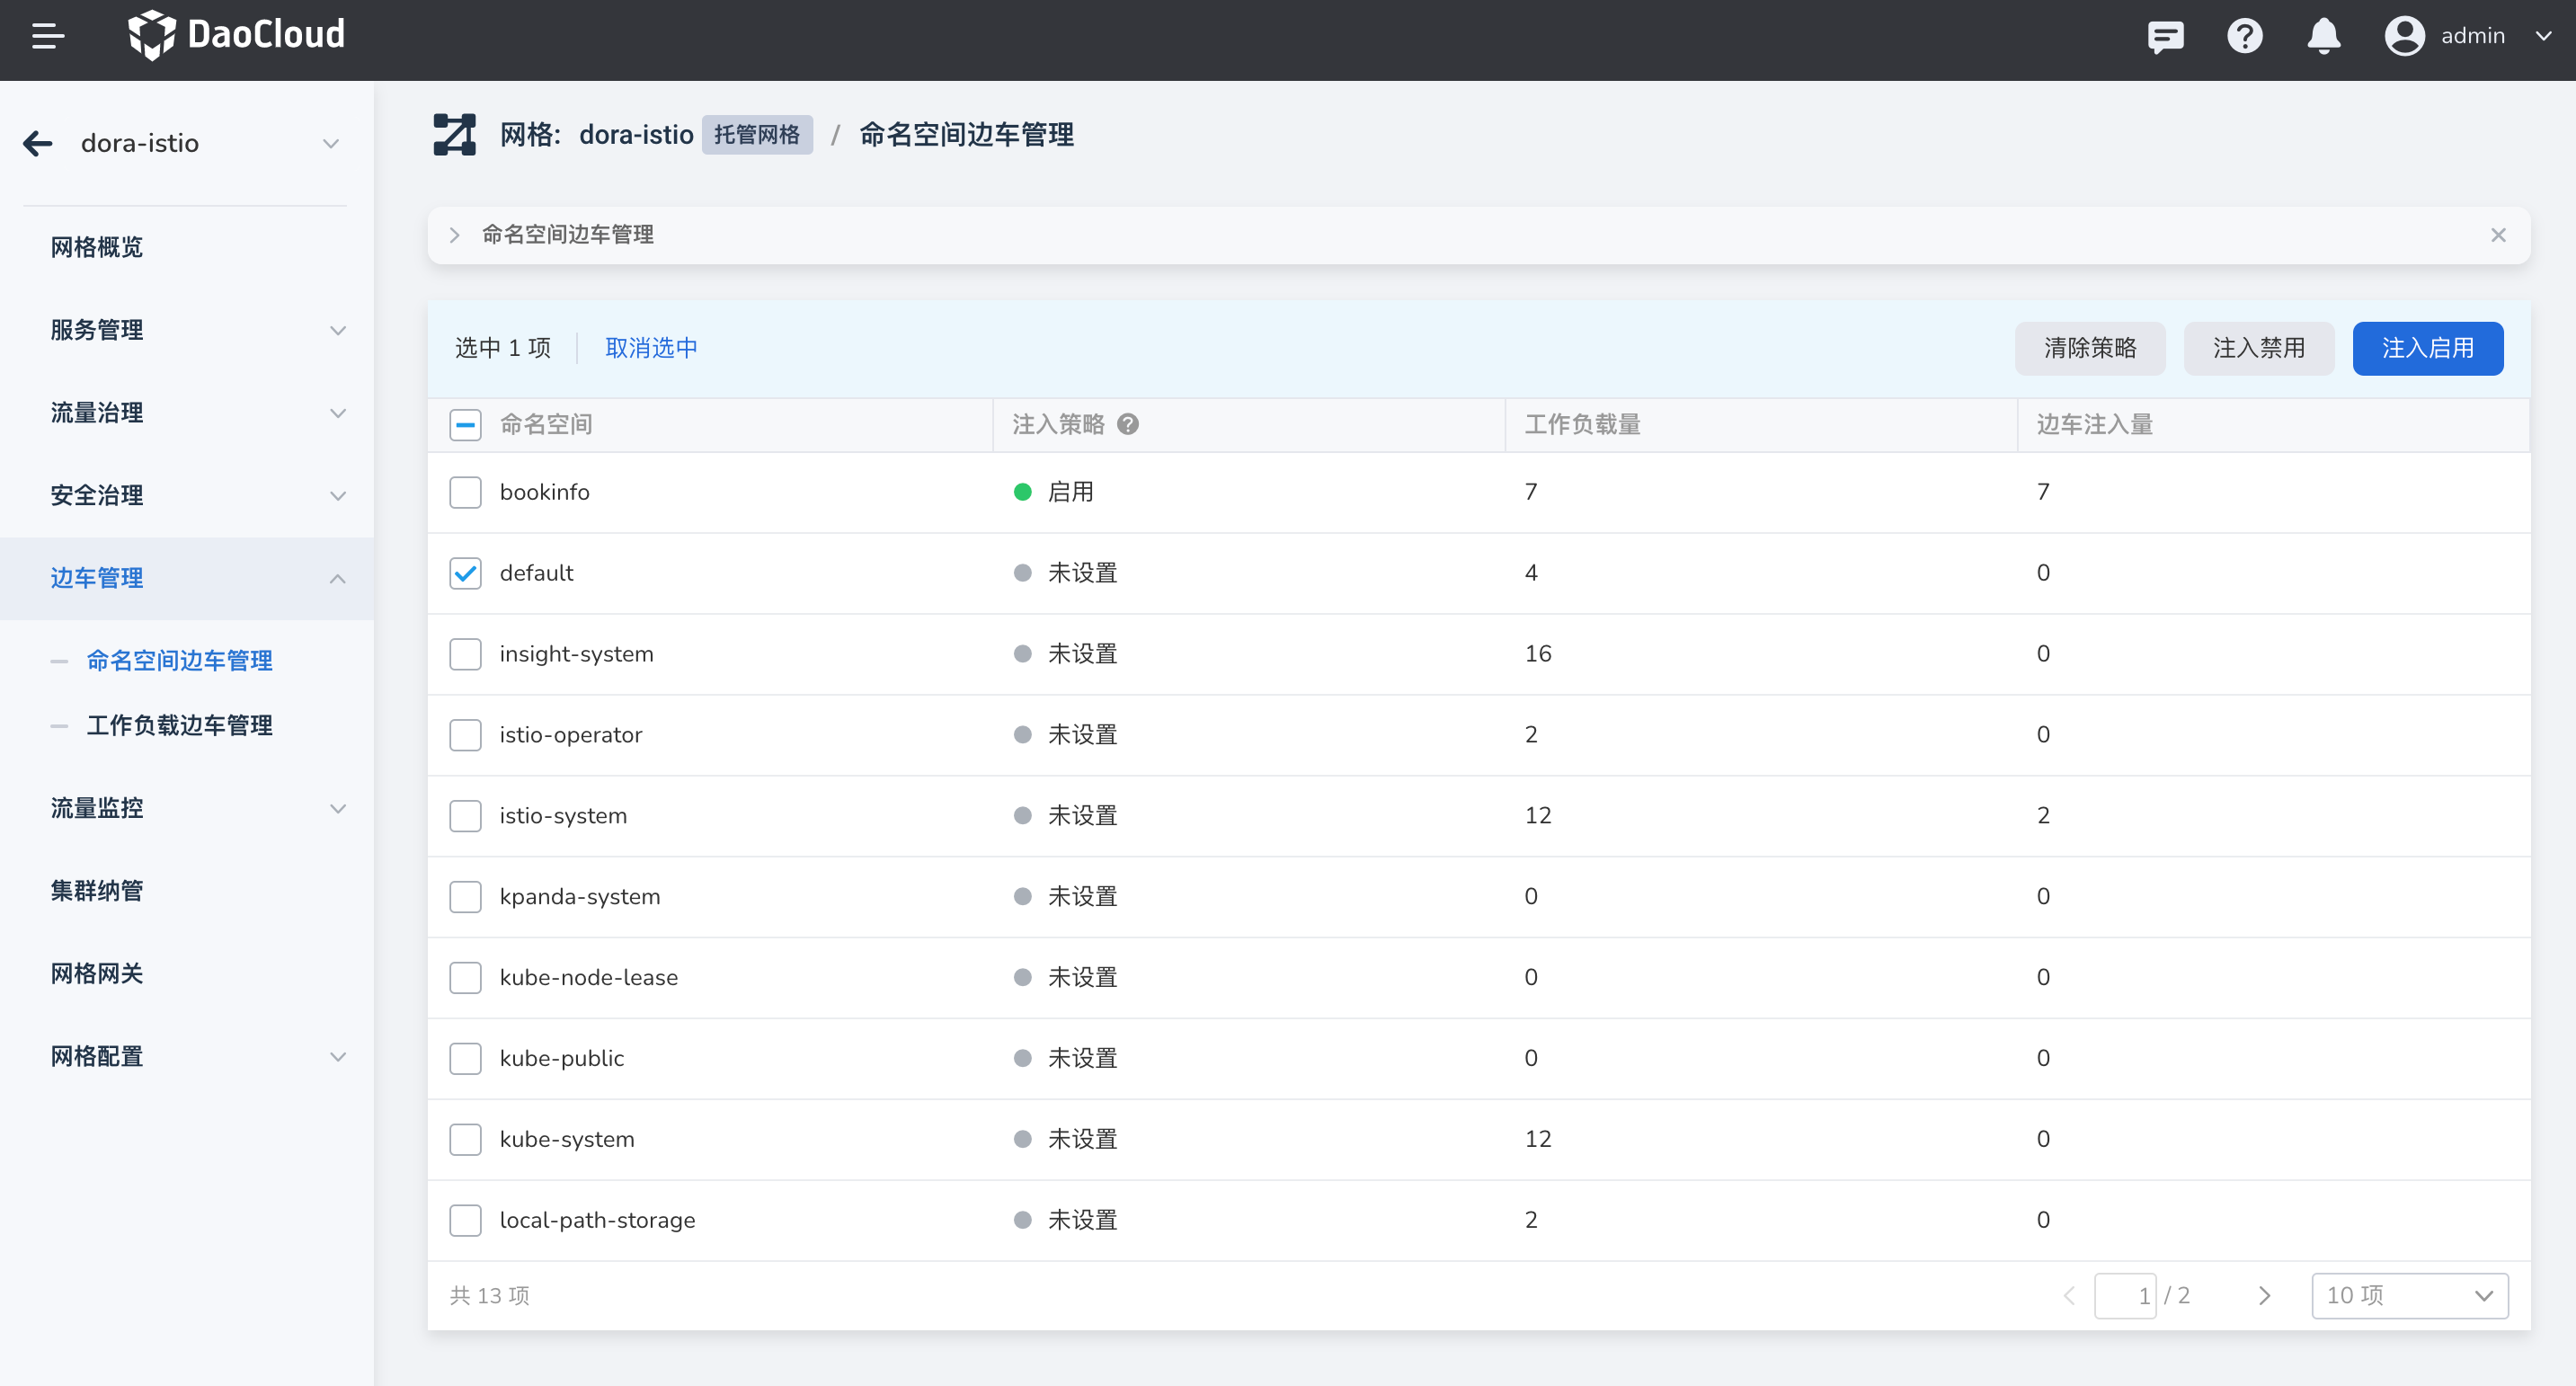 DaoCloud
admin
dora-istio
网格概览
服务管理
流量治理
安全治理
边车管理
命名空间边车管理
工作负载边车管理
流量监控
集群纳管
网格网关
网格配置
网格: dora-istio 托管网格 / 命名空间边车管理
命名空间边车管理
选中 1 项 取消选中 清除策略 注入禁用 注入启用
命名空间 注入策略 工作负载量 边车注入量
bookinfo 启用 7 7
default 未设置 4 0
insight-system 未设置 16 0
istio-operator 未设置 2 0
istio-system 未设置 12 2
kpanda-system 未设置 0 0
kube-node-lease 未设置 0 0
kube-public 未设置 0 0
kube-system 未设置 12 0
local-path-storage 未设置 2 0
共 13 项 1 / 2 10 项